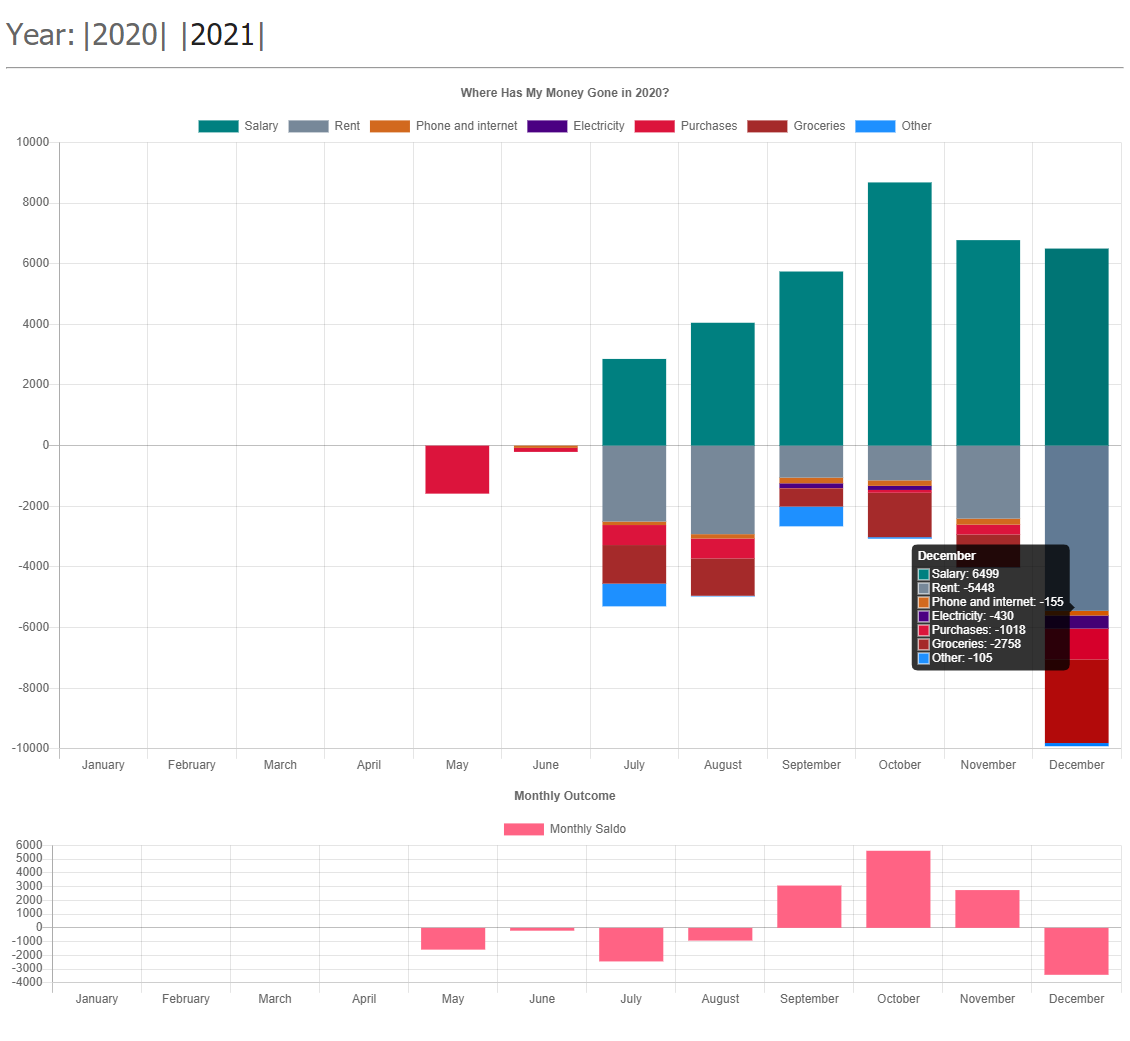 Year: |2020| |2021|
Where Has My Money Gone in 2020?
Salary Rent Phone and internet Electricity Purchases Groceries Other
10000
8000
6000
4000
2000
0
-2000
-4000
-6000
-8000
-10000
December
Salary: 6499
Rent: -5448
Phone and internet: -155
Electricity: -430
Purchases: -1018
Groceries: -2758
Other: -105
January February March April May June July August September October November December
Monthly Outcome
Monthly Saldo
6000
5000
4000
3000
2000
1000
0
-1000
-2000
-3000
-4000
January February March April May June July August September October November December